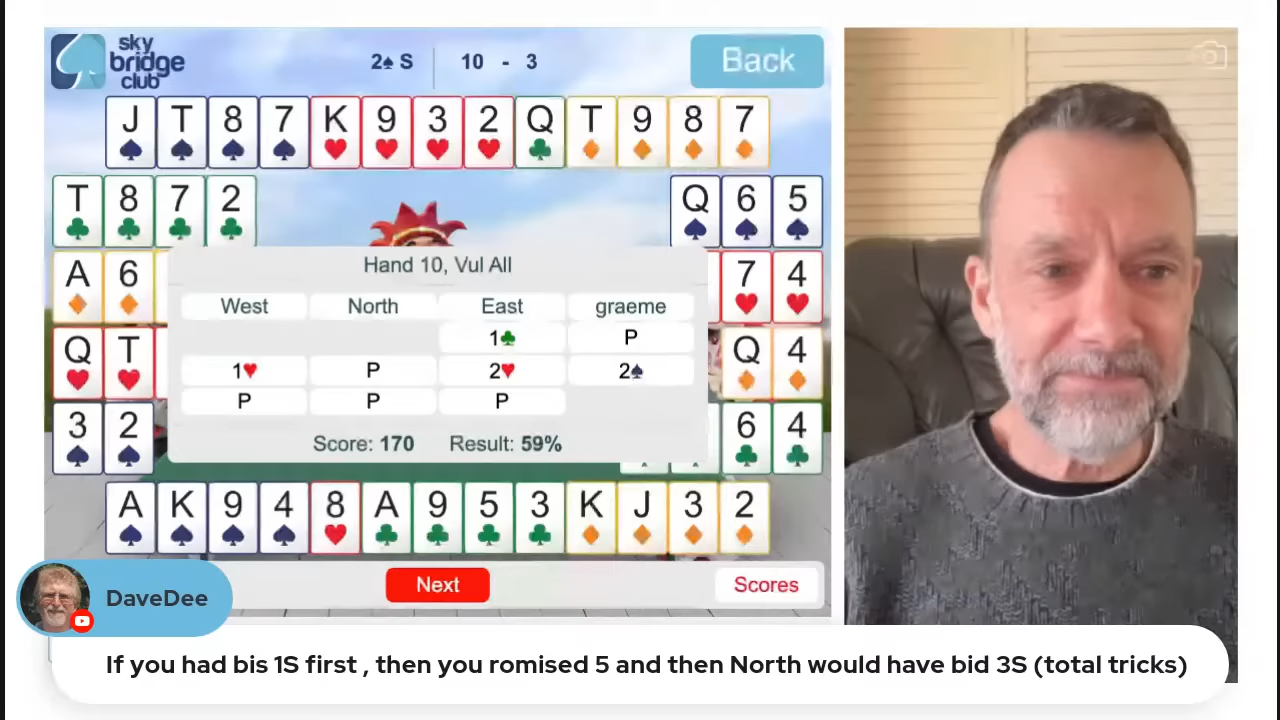 sky
bridge
club
2♠ S
10 - 3
Back
J♠ T♠ 8♠ 7♠ K♥ 9♥ 3♥ 2♥ Q♣ T♦ 9♦ 8♦ 7♦
T♣ 8♣ 7♣ 2♣
Q♠ 6♠ 5♠
A♦ 6♦
7♥ 4♥
Q♥ T♥
Q♦ 4♦
3♠ 2♠
6♣ 4♣
Hand 10, Vul All
West North East graeme
1♣ P
1♥ P 2♥ 2♠
P P P
Score: 170 Result: 59%
A♠ K♠ 9♠ 4♠ 8♥ A♣ 9♣ 5♣ 3♣ K♦ J♦ 3♦ 2♦
Next
Scores
DaveDee
If you had bis 1S first , then you romised 5 and then North would have bid 3S (total tricks)